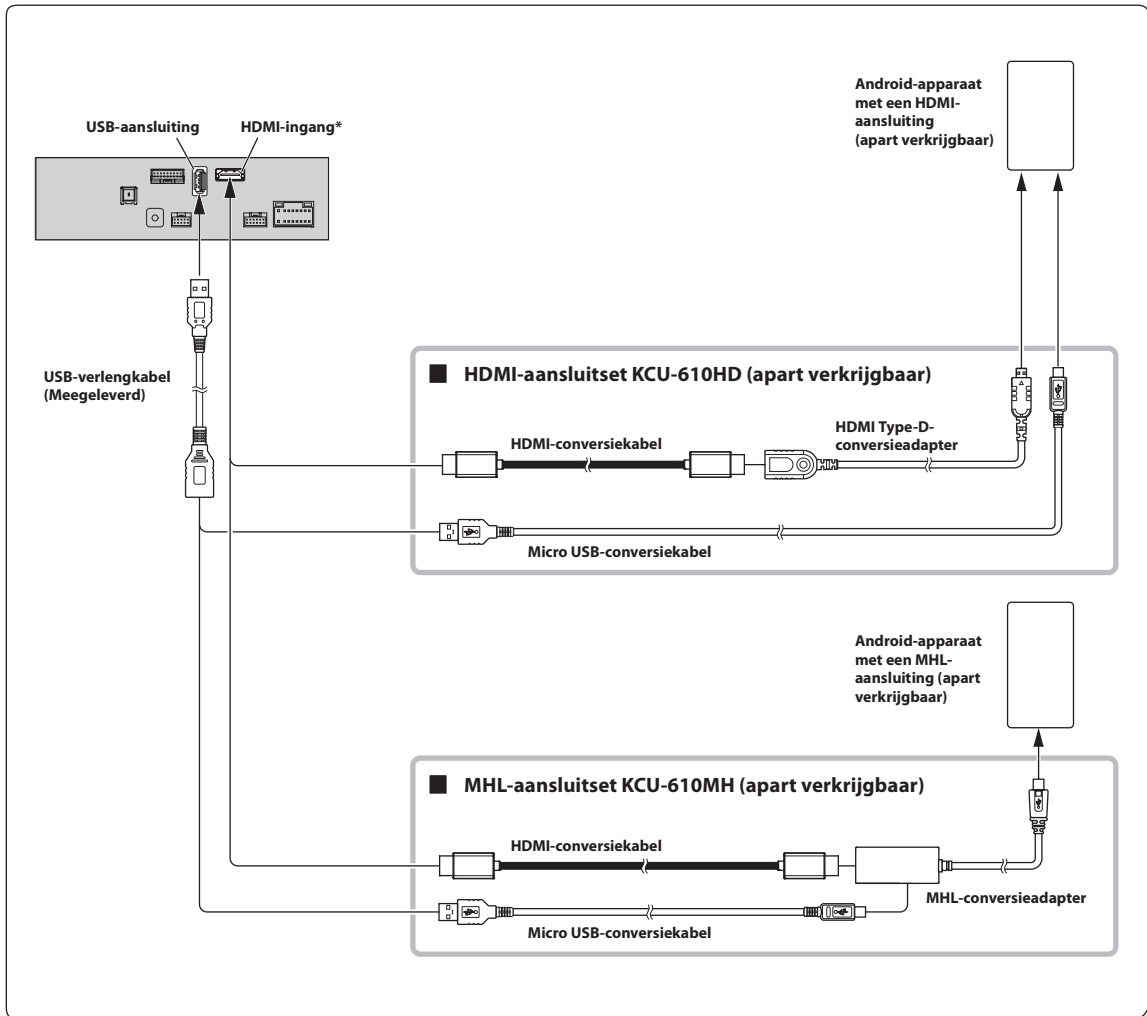 Android-apparaat
met een HDMI-
aansluiting
(apart verkrijgbaar)
USB-aansluiting
HDMI-ingang*
USB-verlengkabel
(Meegeleverd)
■ HDMI-aansluitset KCU-610HD (apart verkrijgbaar)
HDMI-conversiekabel
HDMI Type-D-
conversieadapter
Micro USB-conversiekabel
Android-apparaat
met een MHL-
aansluiting (apart
verkrijgbaar)
■ MHL-aansluitset KCU-610MH (apart verkrijgbaar)
HDMI-conversiekabel
MHL-conversieadapter
Micro USB-conversiekabel